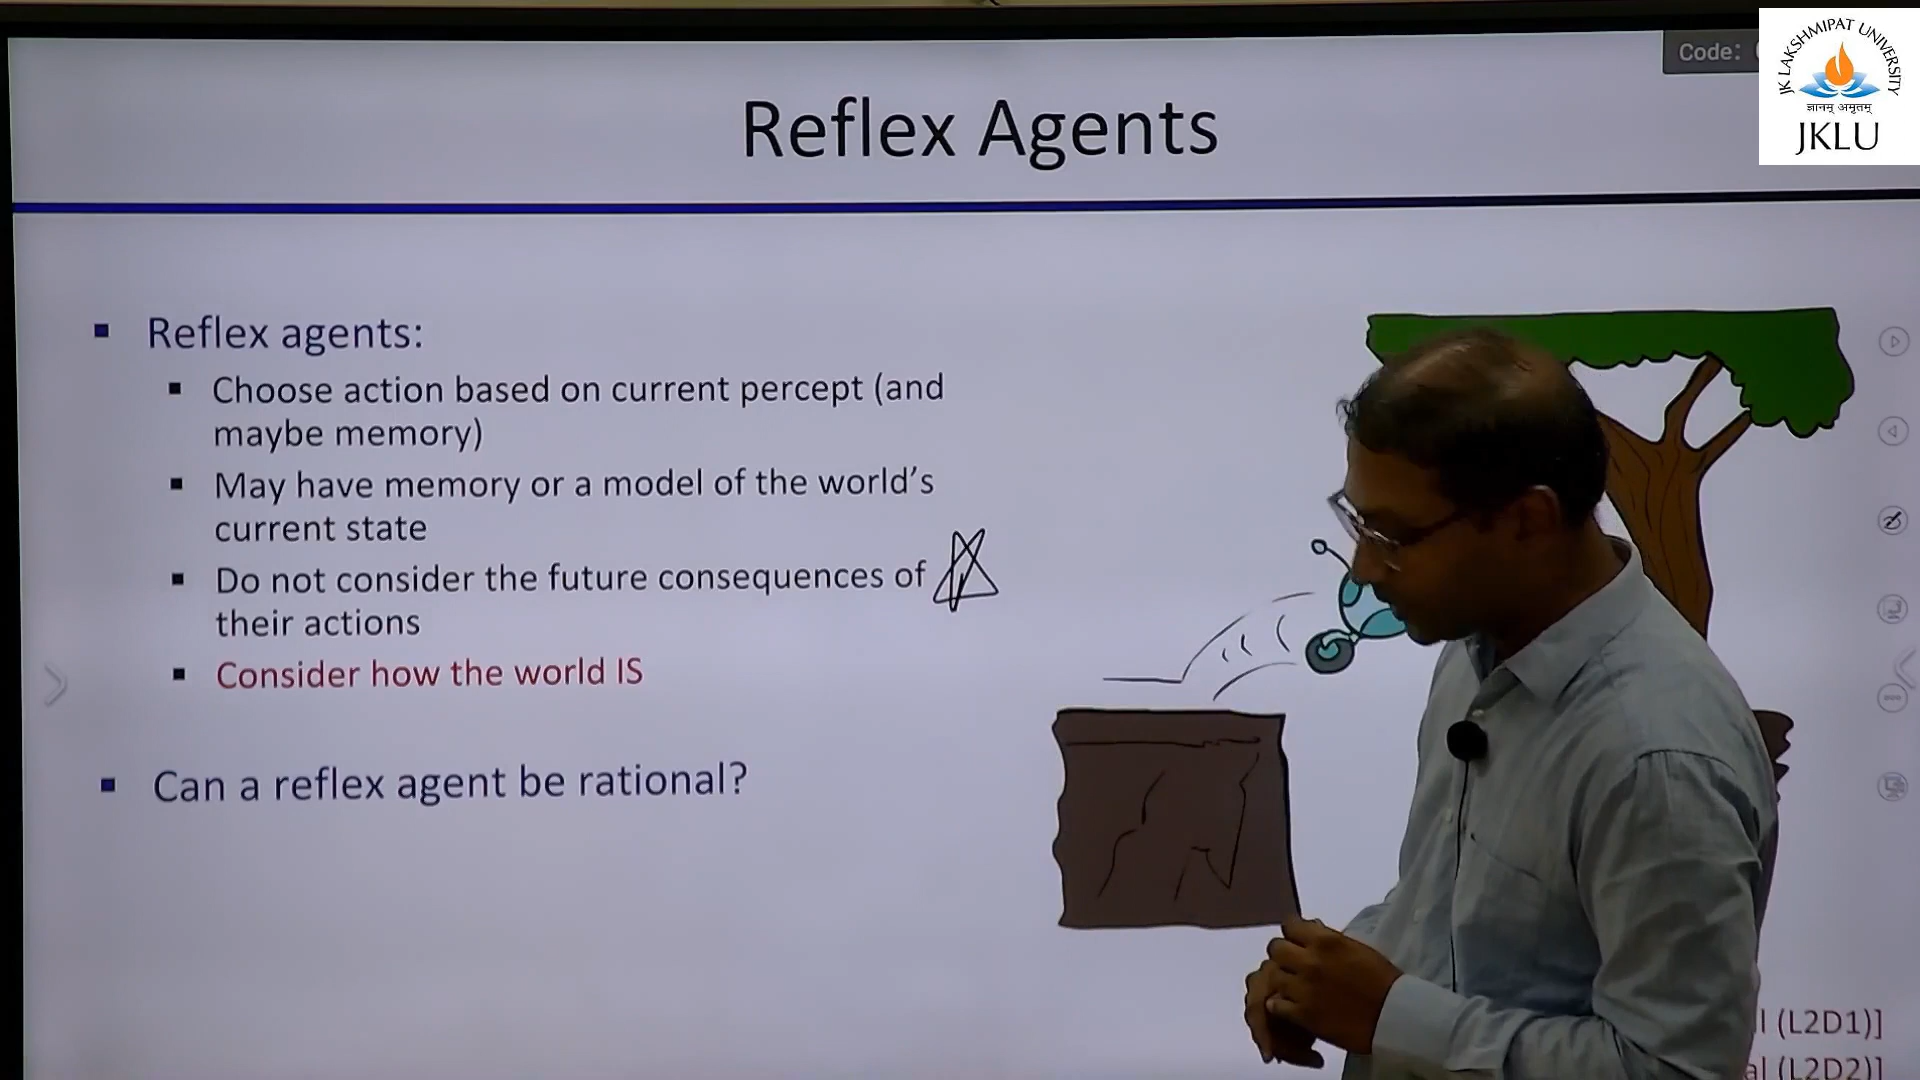 Code:
JK LAKSHMIPAT UNIVERSITY
ज्ञानम् अमृतम्
JKLU
Reflex Agents
Reflex agents:
Choose action based on current percept (and
maybe memory)
May have memory or a model of the world's
current state
Do not consider the future consequences of
their actions
Consider how the world IS
Can a reflex agent be rational?
(L2D1)]
(L2D2)]